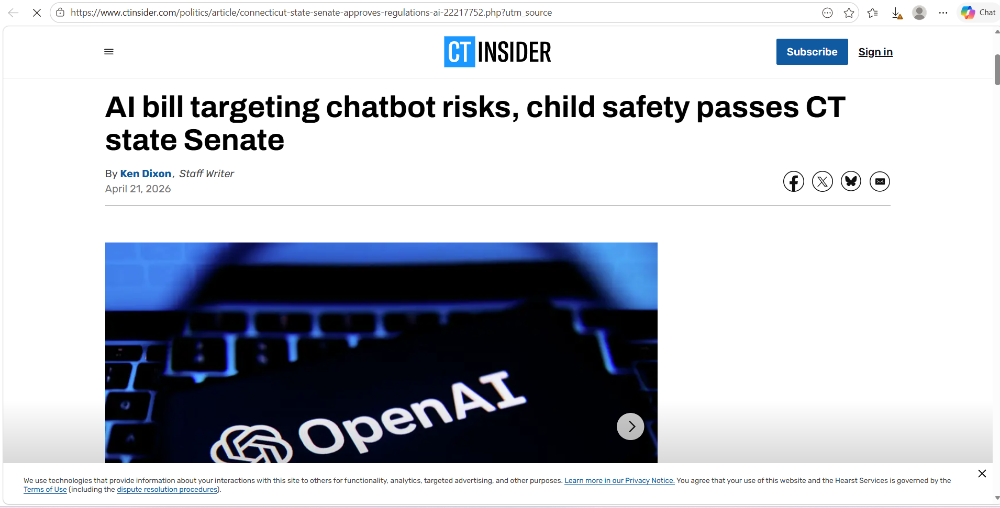 https://www.ctinsider.com/politics/article/connecticut-state-senate-approves-regulations-ai-22217752.php?utm_source
Chat
CT INSIDER
Subscribe
Sign in
AI bill targeting chatbot risks, child safety passes CT
state Senate
By Ken Dixon, Staff Writer
April 21, 2026
OpenAI
We use technologies that provide information about your interactions with this site to others for functionality, analytics, targeted advertising, and other purposes. Learn more in our Privacy Notice. You agree that your use of this website and the Hearst Services is governed by the
Terms of Use (including the dispute resolution procedures).